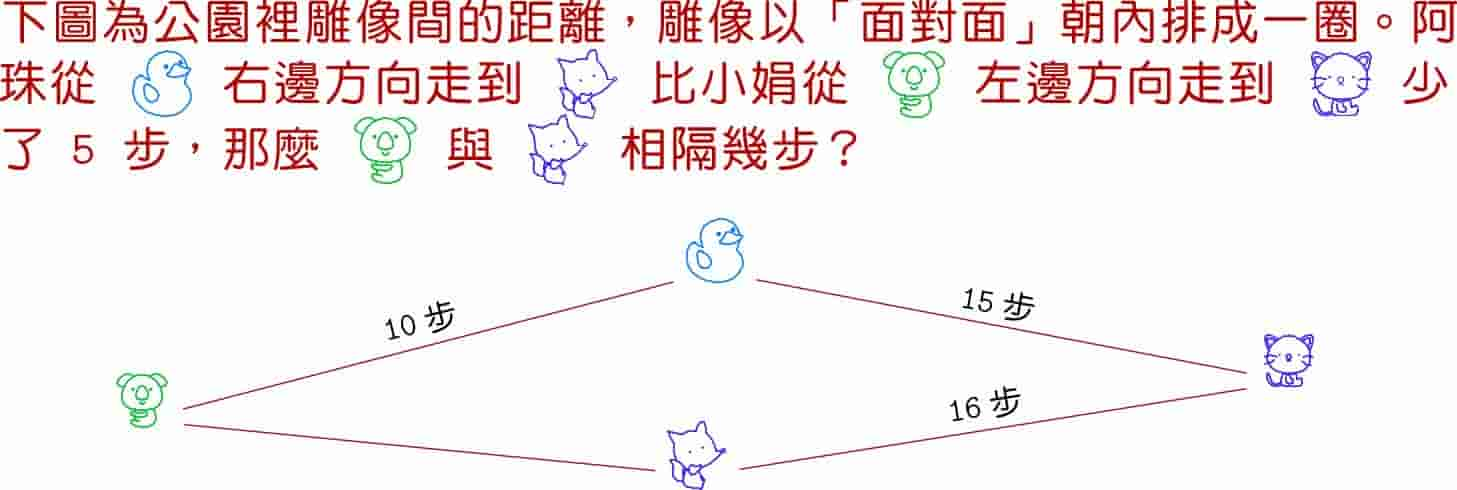 下圖為公園裡雕像間的距離，雕像以「面對面」朝內排成一圈。阿
珠從 右邊方向走到 比小娟從 左邊方向走到 少
了 5 步，那麼 與 相隔幾步？
10 步
15 步
16 步